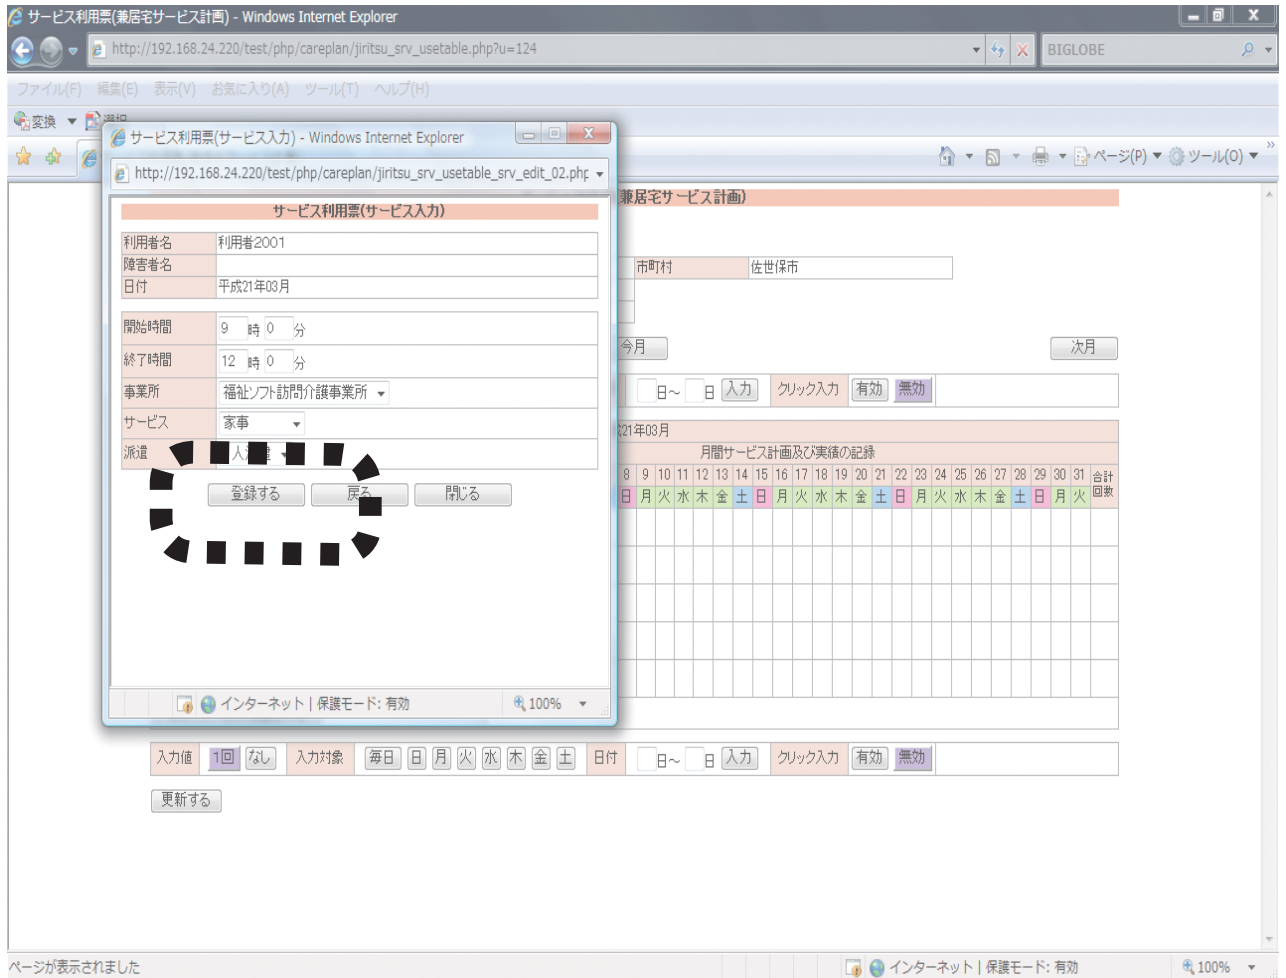 サービス利用票(兼居宅サービス計画) - Windows Internet Explorer
http://192.168.24.220/test/php/careplan/jiritsu_srv_usetable.php?u=124
BIGLOBE
ファイル(F) 編集(E) 表示(V) お気に入り(A) ツール(T) ヘルプ(H)
変換
ページ(P) ツール(O)
サービス利用票(サービス入力) - Windows Internet Explorer
http://192.168.24.220/test/php/careplan/jiritsu_srv_usetable_srv_edit_02.php
サービス利用票(サービス入力)
利用者名 利用者2001
障害者名
日付 平成21年03月
開始時間 9 時 0 分
終了時間 12 時 0 分
事業所 福祉ソフト訪問介護事業所
サービス 家事
派遣
登録する 戻る 閉じる
インターネット | 保護モード: 有効 100%
兼居宅サービス計画)
市町村 佐世保市
今月 次月
日～ 日 入力 クリック入力 有効 無効
21年03月
月間サービス計画及び実績の記録
8 9 10 11 12 13 14 15 16 17 18 19 20 21 22 23 24 25 26 27 28 29 30 31 合計回数
日 月 火 水 木 金 土 日 月 火 水 木 金 土 日 月 火 水 木 金 土 日 月 火
入力値 1回 なし 入力対象 毎日 日 月 火 水 木 金 土 日付 日～ 日 入力 クリック入力 有効 無効
更新する
ページが表示されました インターネット | 保護モード: 有効 100%